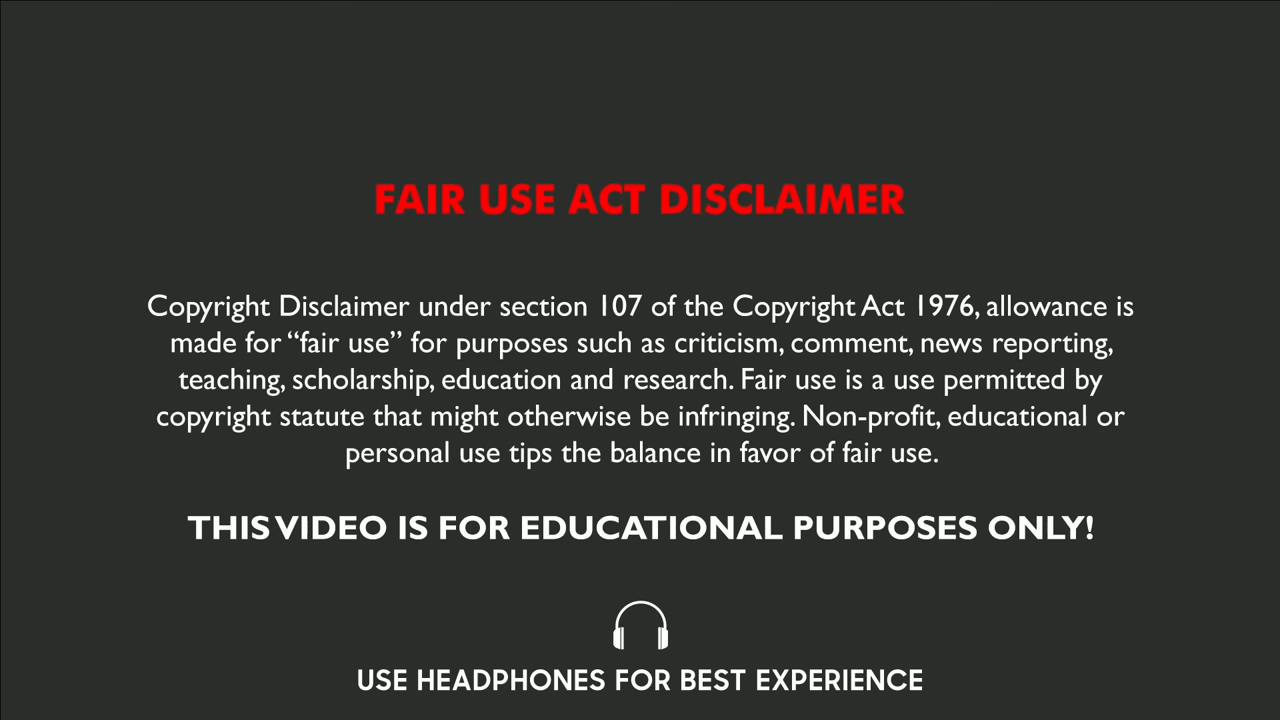 FAIR USE ACT DISCLAIMER
Copyright Disclaimer under section 107 of the Copyright Act 1976, allowance is
made for “fair use” for purposes such as criticism, comment, news reporting,
teaching, scholarship, education and research. Fair use is a use permitted by
copyright statute that might otherwise be infringing. Non-profit, educational or
personal use tips the balance in favor of fair use.
THIS VIDEO IS FOR EDUCATIONAL PURPOSES ONLY!
USE HEADPHONES FOR BEST EXPERIENCE